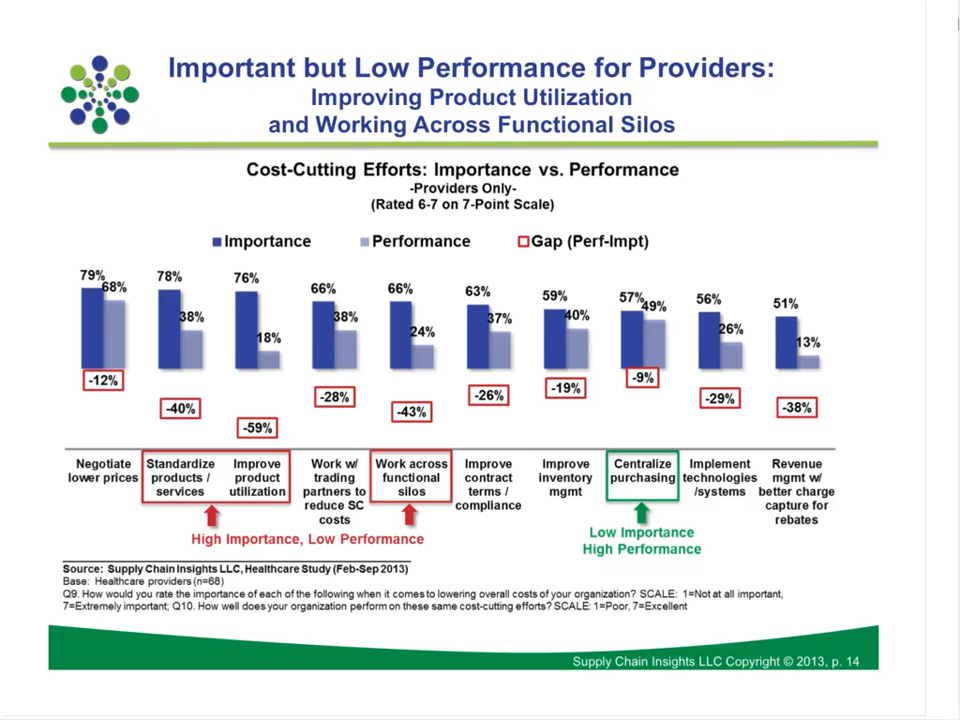 Important but Low Performance for Providers:
Improving Product Utilization
and Working Across Functional Silos
Cost-Cutting Efforts: Importance vs. Performance
-Providers Only-
(Rated 6-7 on 7-Point Scale)
Importance Performance Gap (Perf-Impt)
79% 68% 78% 38% 76% 18% 66% 38% 66% 24% 63% 37% 59% 40% 57% 49% 56% 26% 51% 13%
-12% -40% -59% -28% -43% -26% -19% -9% -29% -38%
Negotiate
lower prices
Standardize
products /
services
Improve
product
utilization
Work w/
trading
partners to
reduce SC
costs
Work across
functional
silos
Improve
contract
terms /
compliance
Improve
inventory
mgmt
Centralize
purchasing
Implement
technologies
/systems
Revenue
mgmt w/
better charge
capture for
rebates
High Importance, Low Performance
Low Importance
High Performance
Source: Supply Chain Insights LLC, Healthcare Study (Feb-Sep 2013)
Base: Healthcare providers (n=68)
Q9. How would you rate the importance of each of the following when it comes to lowering overall costs of your organization? SCALE: 1=Not at all important,
7=Extremely important; Q10. How well does your organization perform on these same cost-cutting efforts? SCALE: 1=Poor, 7=Excellent
Supply Chain Insights LLC Copyright © 2013, p. 14